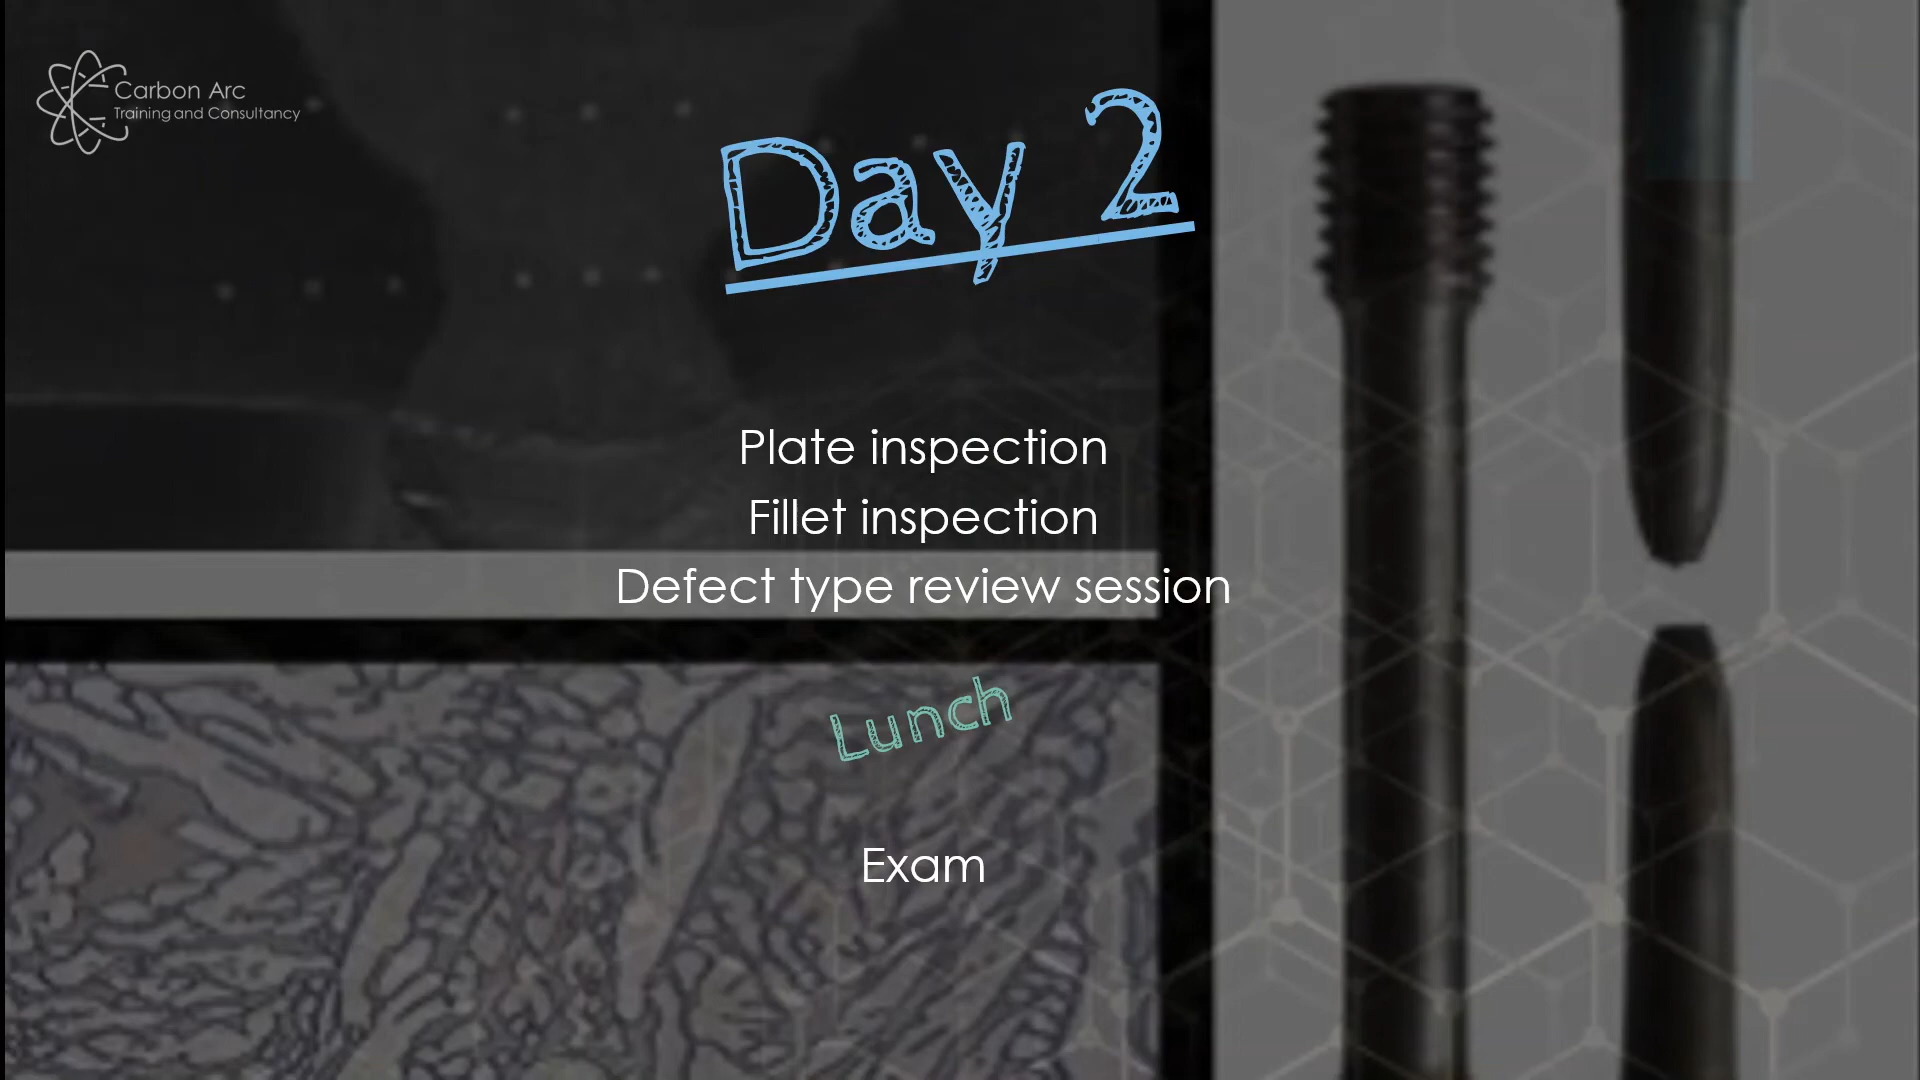 Carbon Arc
Training and Consultancy
Day 2
Plate inspection
Fillet inspection
Defect type review session
Lunch
Exam